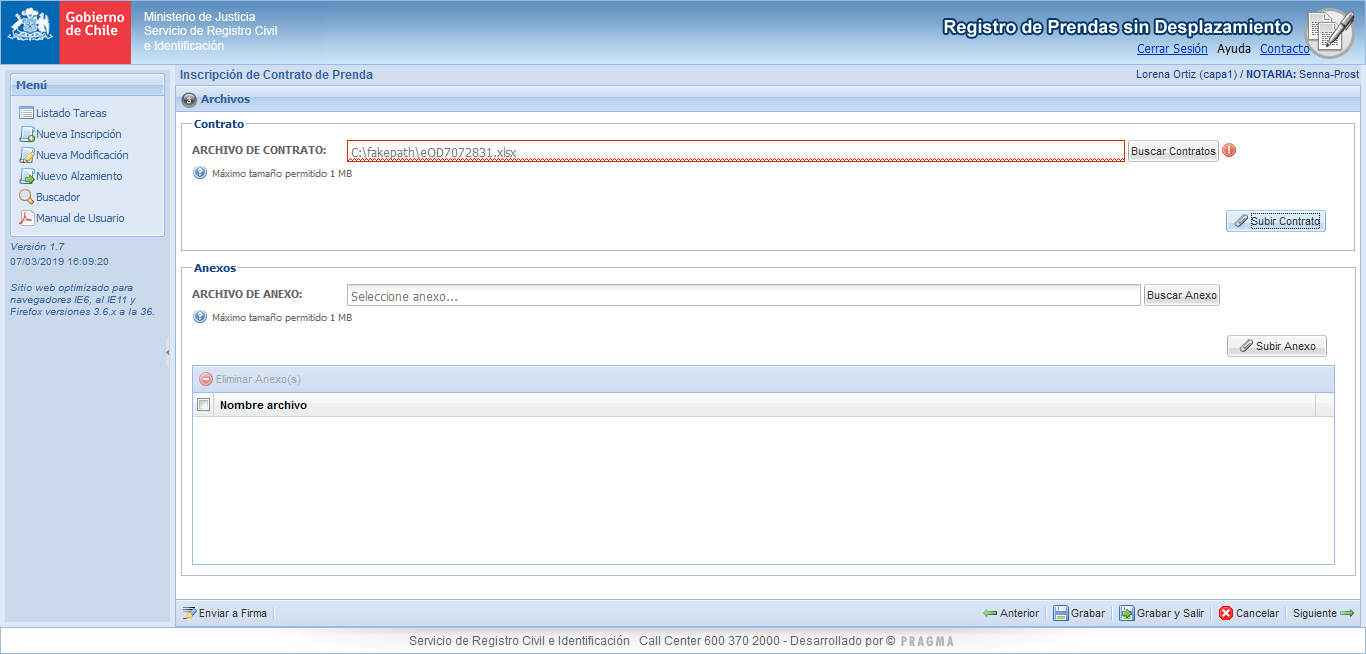 Gobierno
de Chile
Ministerio de Justicia
Servicio de Registro Civil
e Identificación
Registro de Prendas sin Desplazamiento
Cerrar Sesión Ayuda Contacto
Menú
Listado Tareas
Nueva Inscripción
Nueva Modificación
Nuevo Alzamiento
Buscador
Manual de Usuario
Versión 1.7
07/03/2019 16:09:20
Sitio web optimizado para
navegadores IE6, al IE11 y
Firefox versiones 3.6.x a la 36.
Inscripción de Contrato de Prenda
Lorena Ortiz (capa1) / NOTARIA: Senna-Prost
3 Archivos
Contrato
ARCHIVO DE CONTRATO: C:\fakepath\eOD7072831.xlsx Buscar Contratos
Máximo tamaño permitido 1 MB
Subir Contrato
Anexos
ARCHIVO DE ANEXO: Seleccione anexo... Buscar Anexo
Máximo tamaño permitido 1 MB
Subir Anexo
Eliminar Anexo(s)
Nombre archivo
Enviar a Firma Anterior Grabar Grabar y Salir Cancelar Siguiente
Servicio de Registro Civil e Identificación Call Center 600 370 2000 - Desarrollado por © PRAGMA